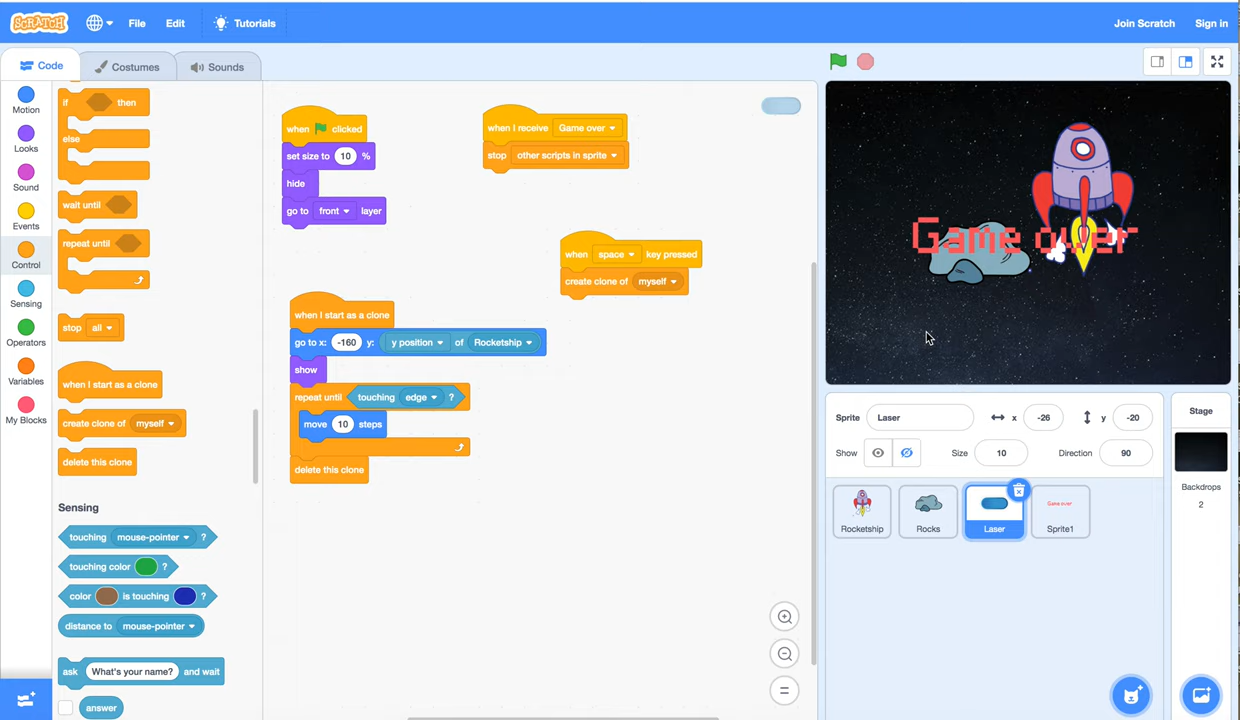 SCRATCH File Edit Tutorials Join Scratch Sign in
Code Costumes Sounds
Motion
Looks
Sound
Events
Control
Sensing
Operators
Variables
My Blocks
if then
else
wait until
repeat until
stop all
when I start as a clone
create clone of myself
delete this clone
Sensing
touching mouse-pointer ?
touching color ?
color is touching ?
distance to mouse-pointer
ask What's your name? and wait
answer
when clicked
set size to 10 %
hide
go to front layer
when I receive Game over
stop other scripts in sprite
when space key pressed
create clone of myself
when I start as a clone
go to x: -160 y: y position of Rocketship
show
repeat until touching edge ?
move 10 steps
delete this clone
Game over
Sprite Laser x -26 y -20
Show Size 10 Direction 90
Rocketship Rocks Laser Sprite1
Game over
Stage
Backdrops
2